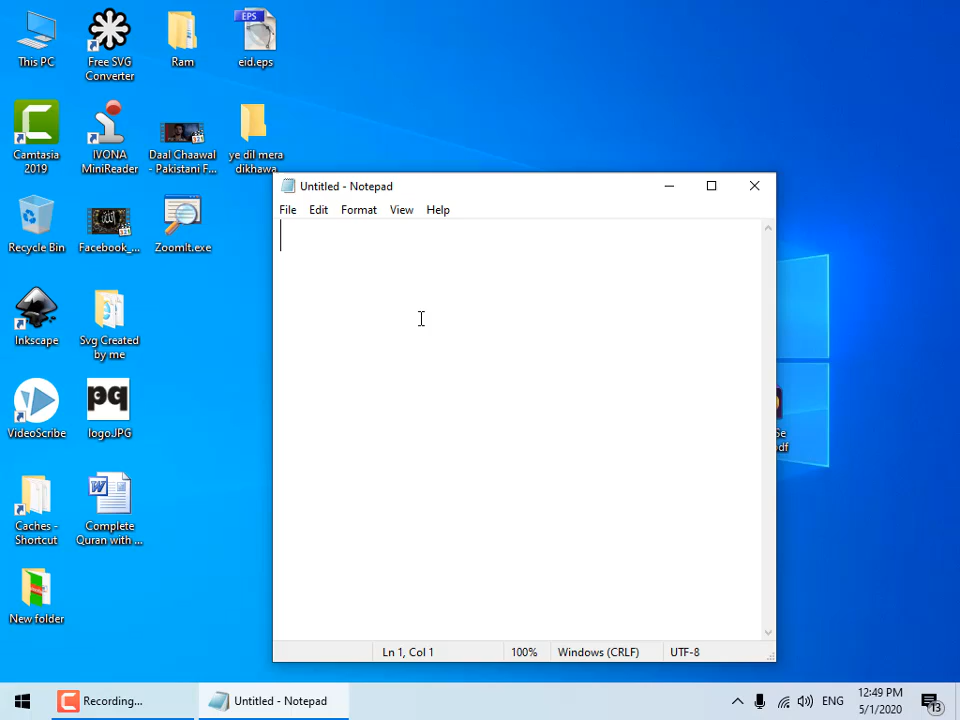 This PC
Free SVG
Converter
Ram
EPS
eid.eps
Camtasia
2019
IVONA
MiniReader
Daal Chaawal
- Pakistani F...
ye dil mera
dikhawa
Recycle Bin
Facebook_...
Zoomit.exe
Inkscape
Svg Created
by me
VideoScribe
pq
logo.JPG
Caches -
Shortcut
Complete
Quran with ...
New folder
Untitled - Notepad
File Edit Format View Help
Ln 1, Col 1 100% Windows (CRLF) UTF-8
Recording...
Untitled - Notepad
ENG
12:49 PM
5/1/2020
13